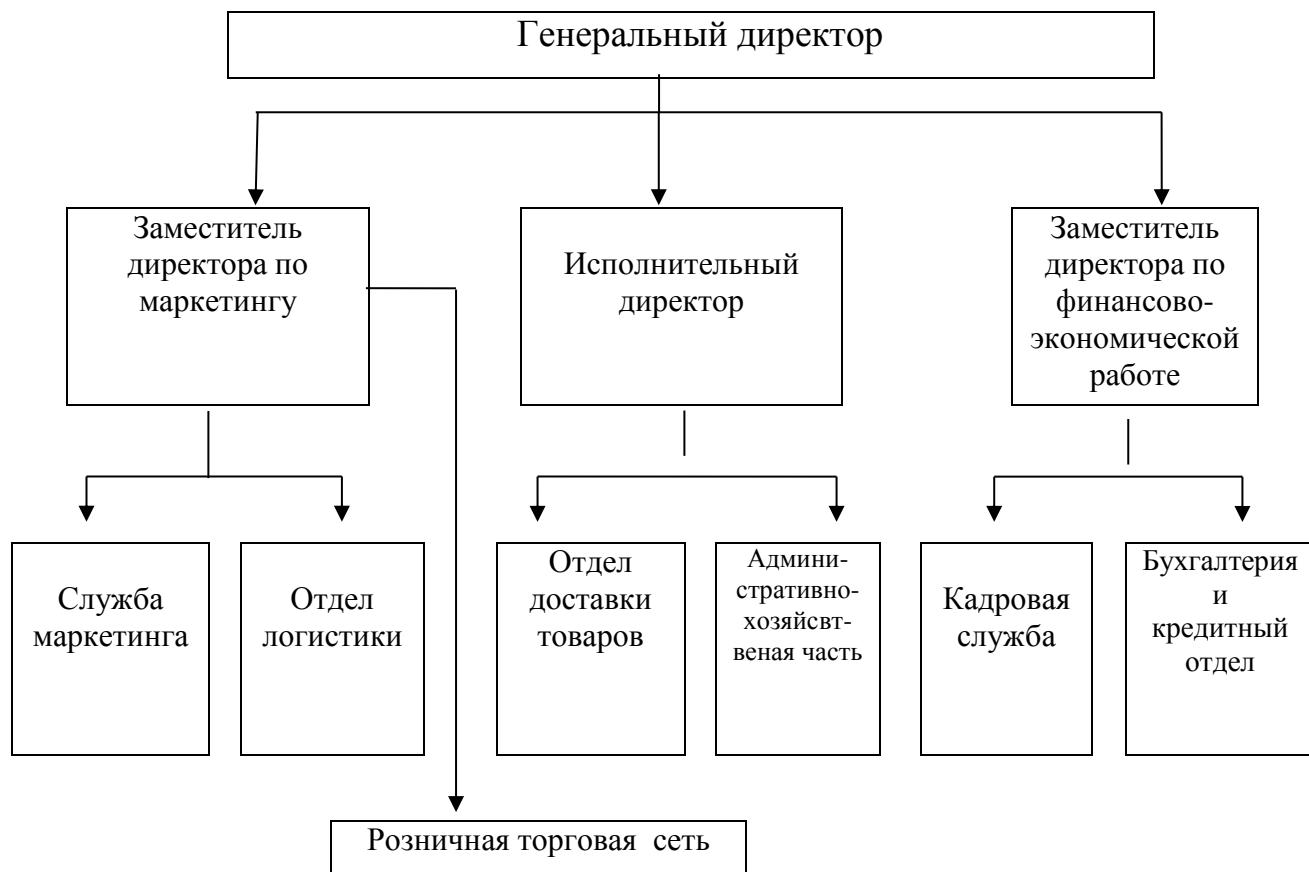 Генеральный директор
Заместитель
директора по
маркетингу
Исполнительный
директор
Заместитель
директора по
финансово-
экономической
работе
Служба
маркетинга
Отдел
логистики
Отдел
доставки
товаров
Админи-
стративно-
хозяйсвт-
веная часть
Кадровая
служба
Бухгалтерия
и
кредитный
отдел
Розничная торговая сеть